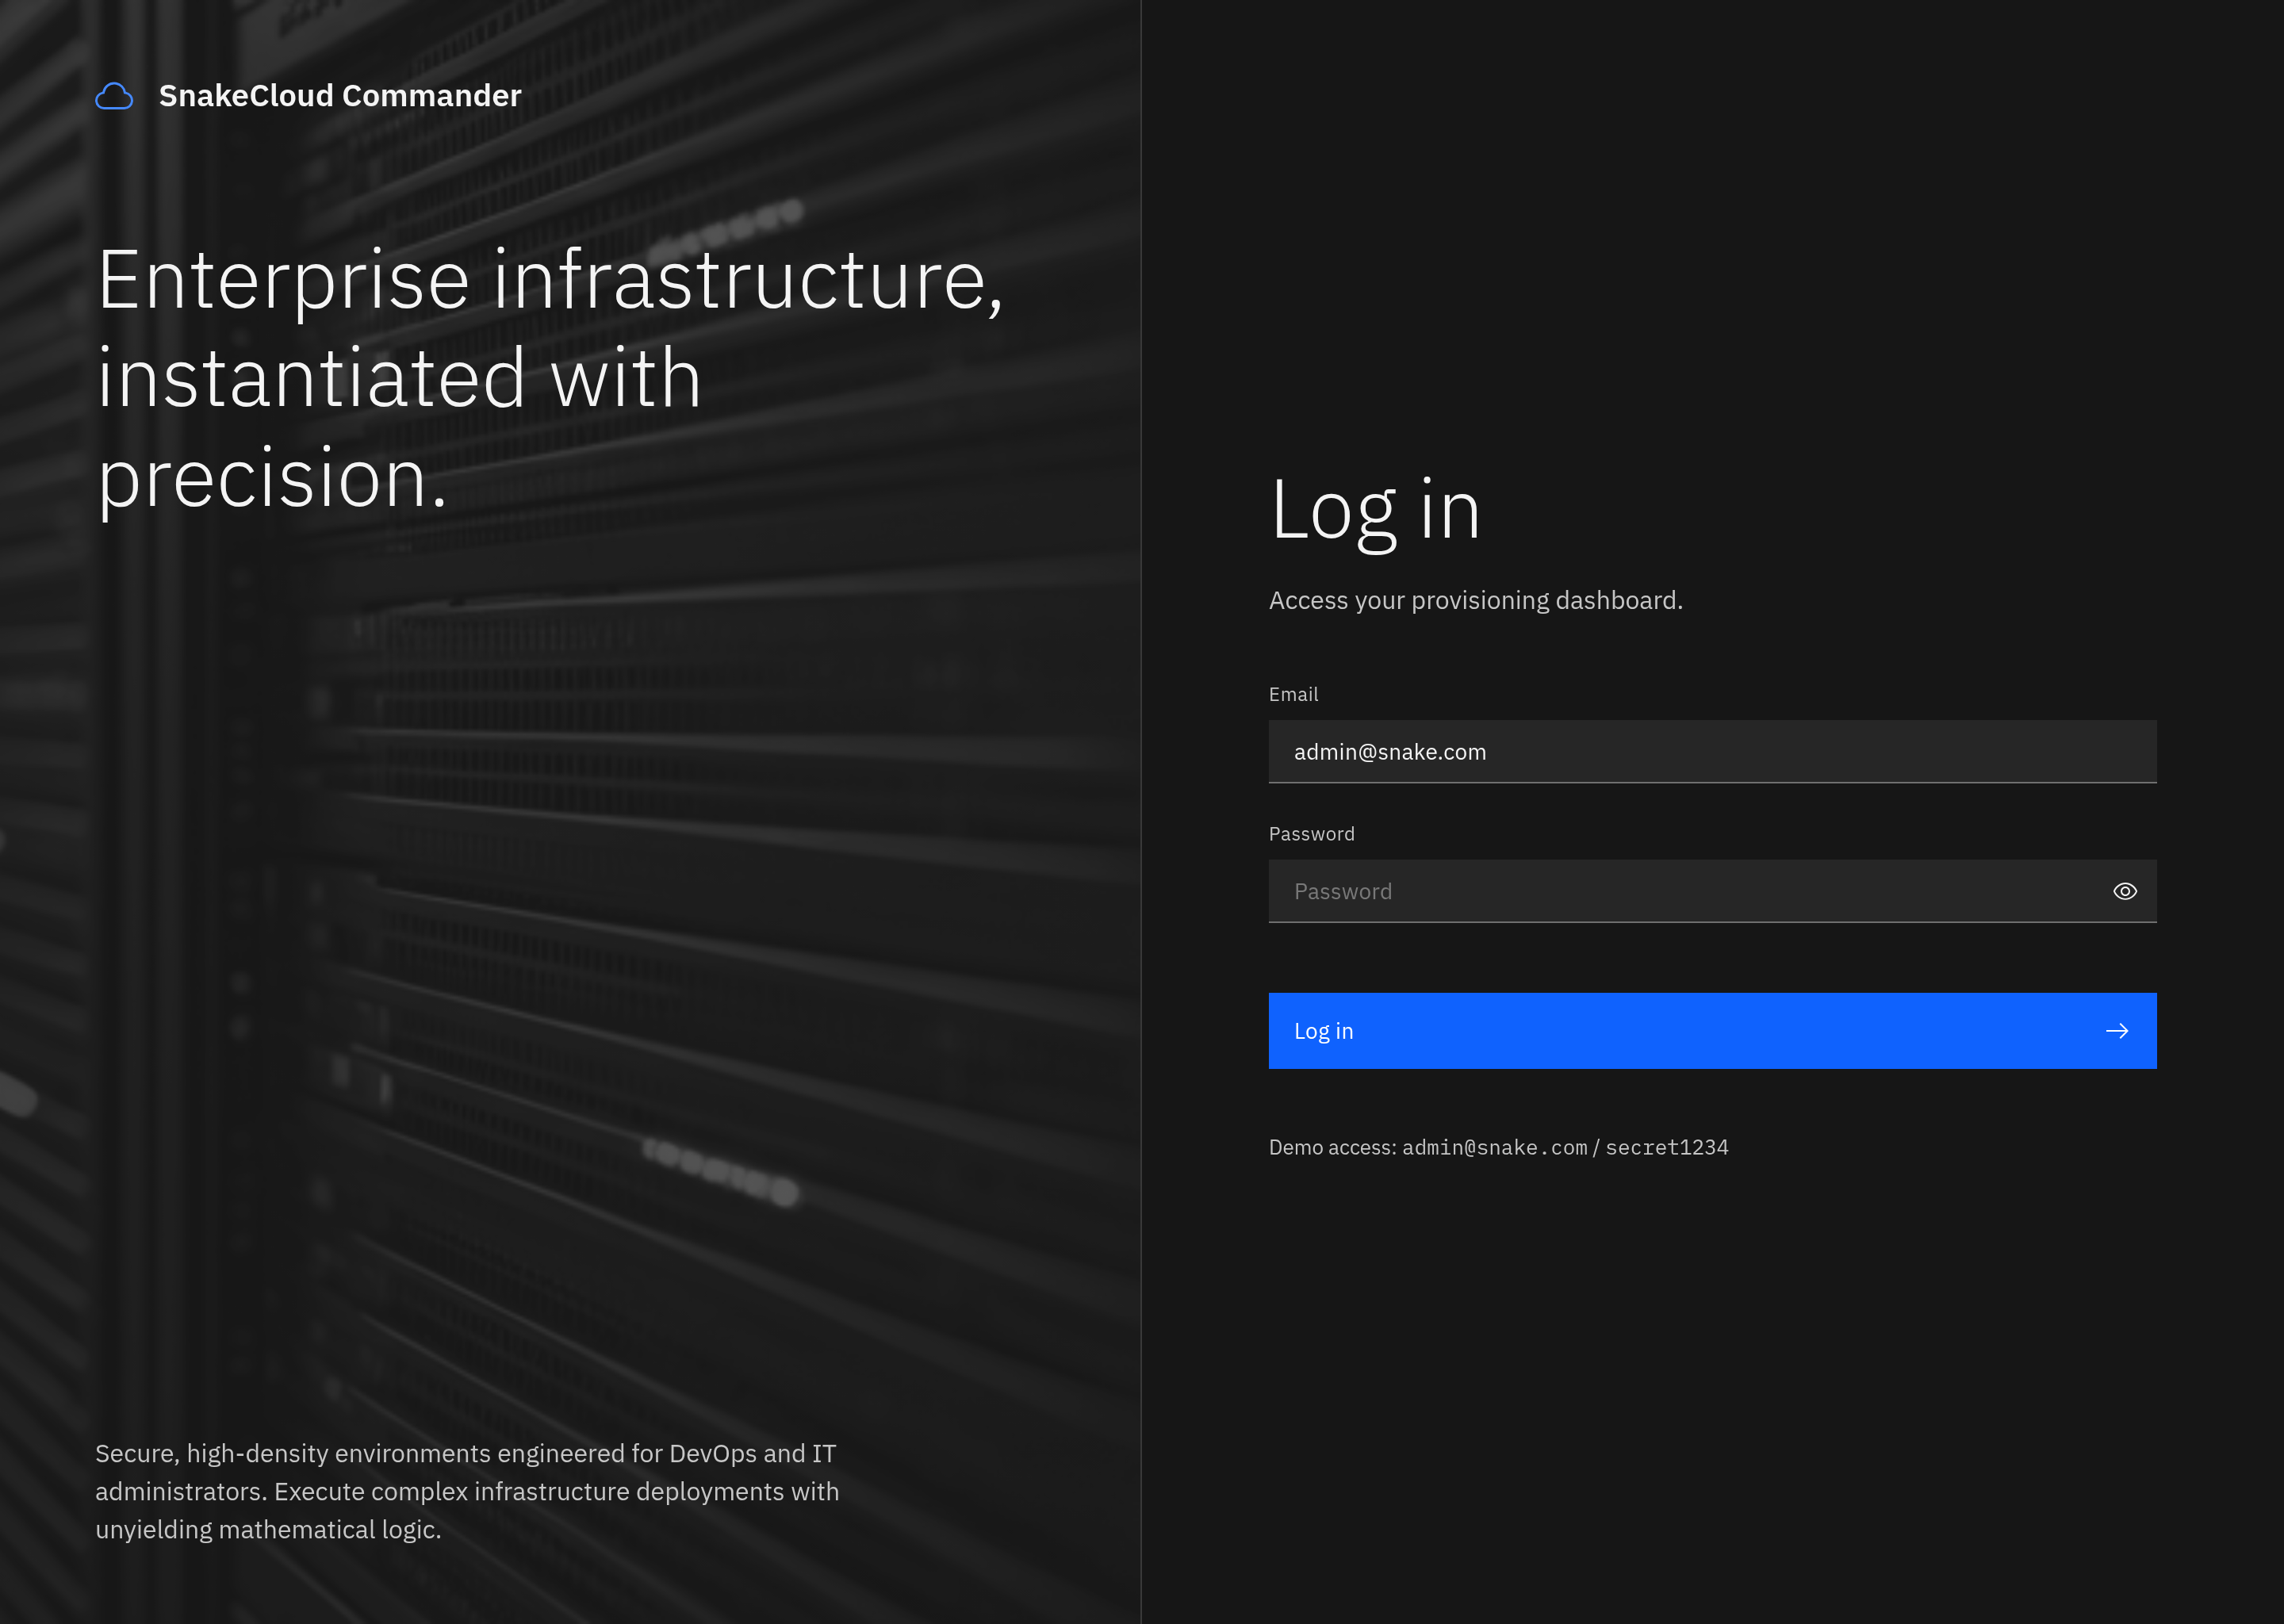 SnakeCloud Commander
Enterprise infrastructure,
instantiated with
precision.
Secure, high-density environments engineered for DevOps and IT
administrators. Execute complex infrastructure deployments with
unyielding mathematical logic.
Log in
Access your provisioning dashboard.
Email
admin@snake.com
Password
Password
Log in
Demo access: admin@snake.com / secret1234